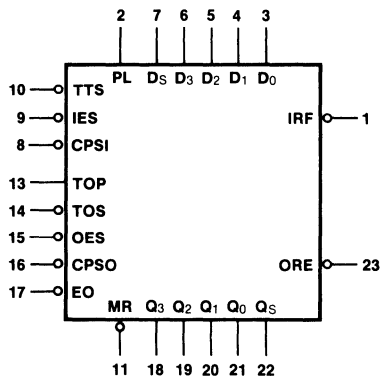 2 7 6 5 4 3
PL DS D3 D2 D1 D0
10 TTS
9 IES IRF 1
8 CPSI
13 TOP
14 TOS
15 OES
16 CPSO ORE 23
17 EO
MR Q3 Q2 Q1 Q0 QS
11 18 19 20 21 22